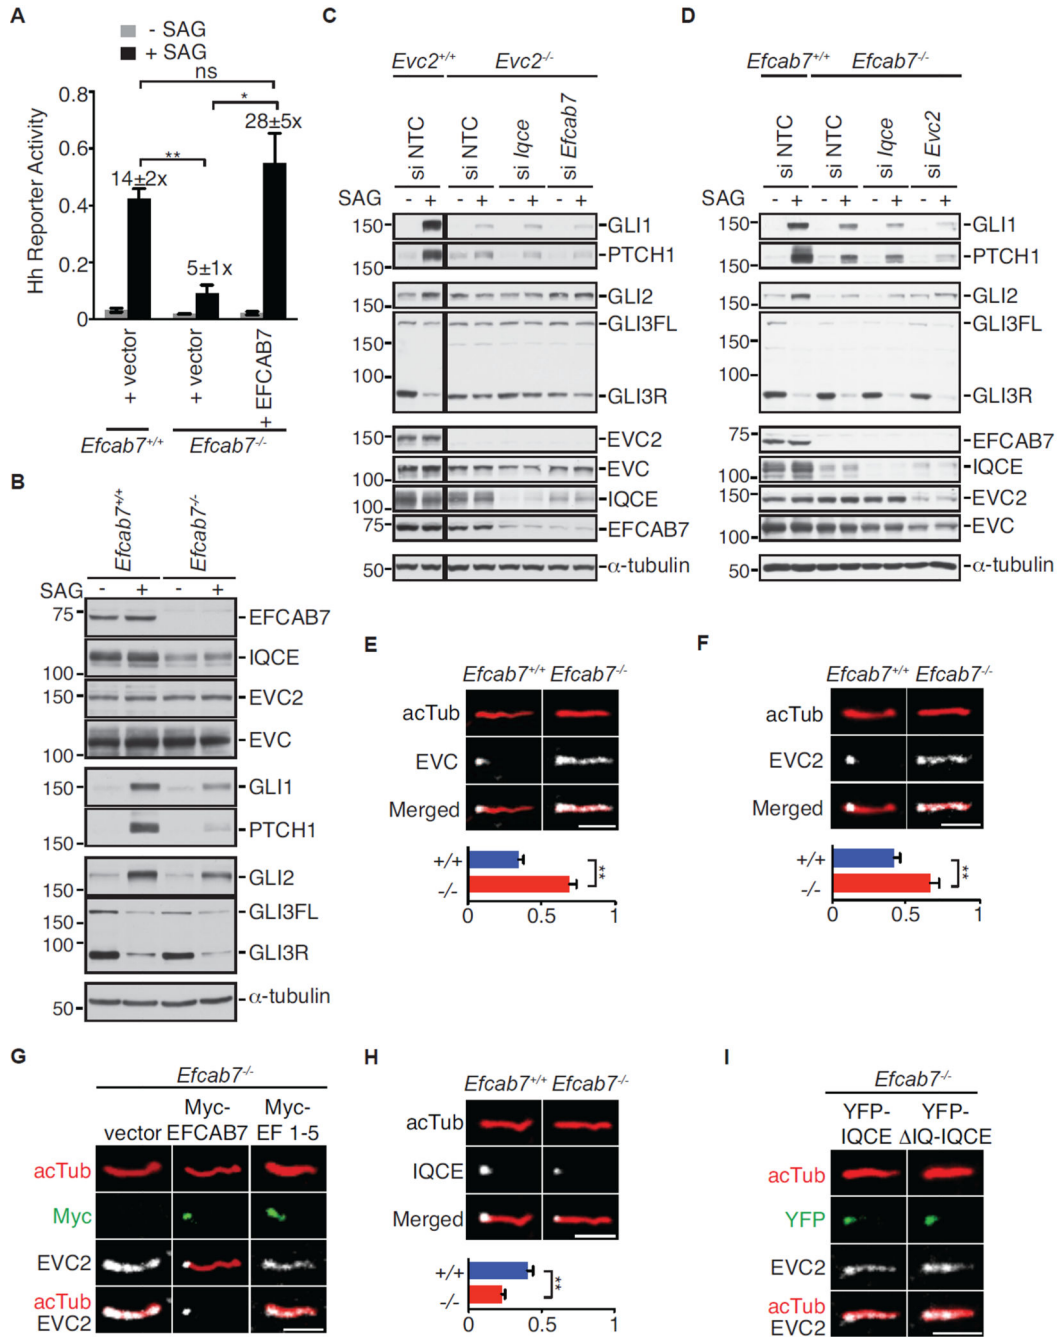 A
- SAG
+ SAG
ns
*
**
14±2x
5±1x
28±5x
Hh Reporter Activity
0.8
0.6
0.4
0.2
0
+ vector
+ vector
+ EFCAB7
Efcab7+/+
Efcab7-/-
B
Efcab7+/+
Efcab7-/-
SAG - + - +
75 EFCAB7
100 IQCE
150 EVC2
100 EVC
150 GLI1
150 PTCH1
150 GLI2
150 GLI3FL
100 GLI3R
50 α-tubulin
C
Evc2+/+ Evc2-/-
si NTC
si NTC
si Iqce
si Efcab7
SAG - + - + - + - +
150 GLI1
150 PTCH1
150 GLI2
GLI3FL
150
100
GLI3R
150 EVC2
100 EVC
100 IQCE
75 EFCAB7
50 α-tubulin
D
Efcab7+/+ Efcab7-/-
si NTC
si NTC
si Iqce
si Evc2
SAG - + - + - + - +
150 GLI1
150 PTCH1
150 GLI2
GLI3FL
150
100
GLI3R
75 EFCAB7
100 IQCE
150 EVC2
100 EVC
50 α-tubulin
E
Efcab7+/+ Efcab7-/-
acTub
EVC
Merged
+/+
-/-
**
0 0.5 1
F
Efcab7+/+ Efcab7-/-
acTub
EVC2
Merged
+/+
-/-
**
0 0.5 1
G
Efcab7-/-
vector
Myc-
EFCAB7
Myc-
EF 1-5
acTub
Myc
EVC2
acTub
EVC2
H
Efcab7+/+ Efcab7-/-
acTub
IQCE
Merged
+/+
-/-
**
0 0.5 1
I
Efcab7-/-
YFP-
IQCE
YFP-
ΔIQ-IQCE
acTub
YFP
EVC2
acTub
EVC2